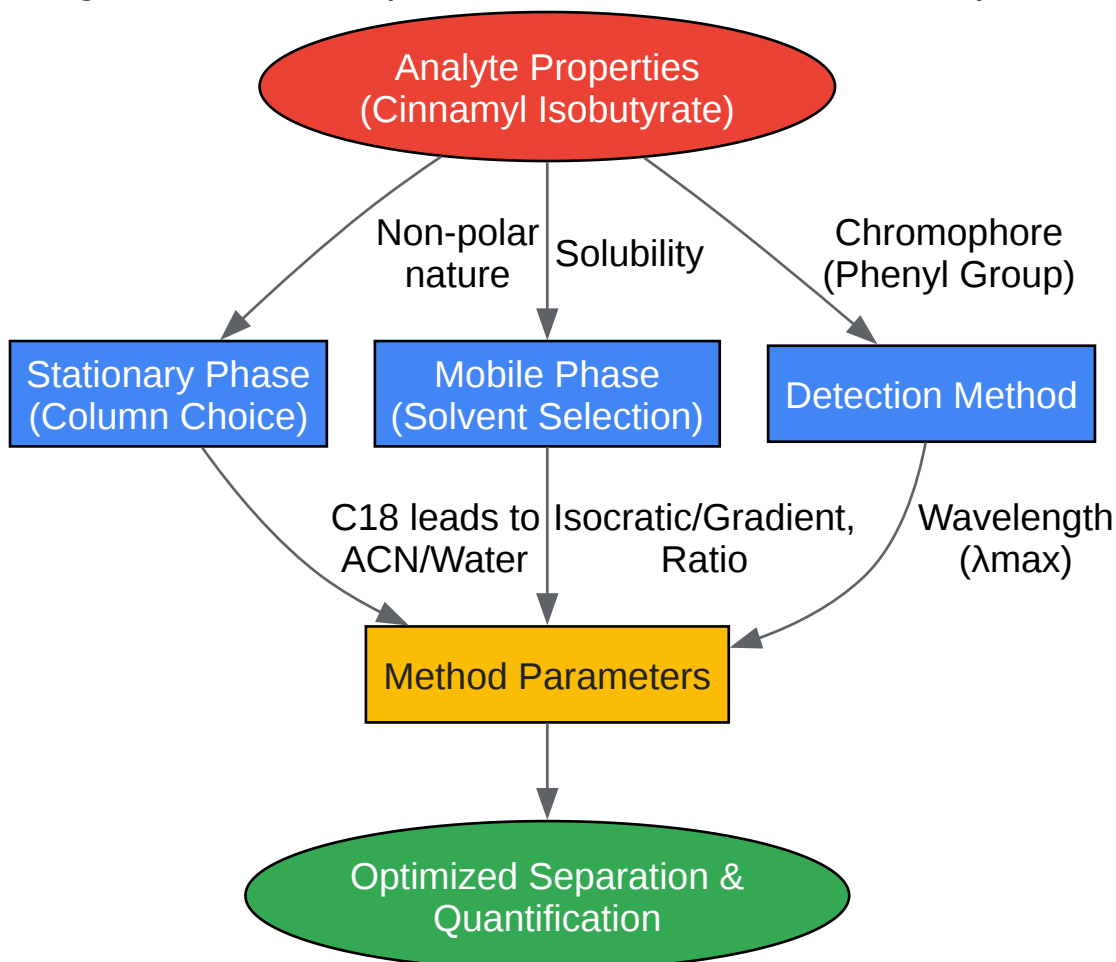 Analyte Properties
(Cinnamyl Isobutyrate)
Non-polar
nature
Solubility
Chromophore
(Phenyl Group)
Stationary Phase
(Column Choice)
Mobile Phase
(Solvent Selection)
Detection Method
C18 leads to
ACN/Water
Isocratic/Gradient,
Ratio
Wavelength
(λmax)
Method Parameters
Optimized Separation &
Quantification